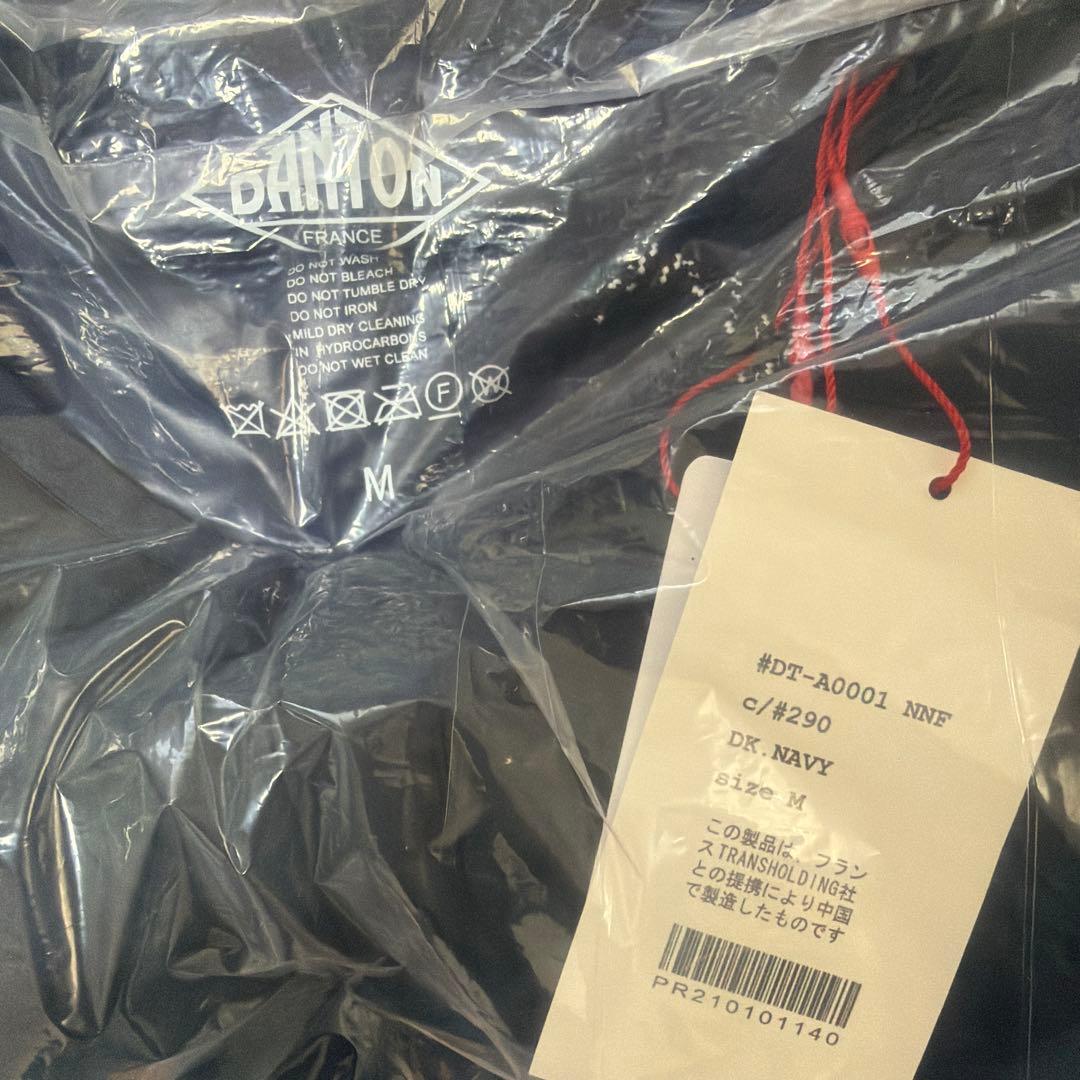 DANTON
FRANCE
DO NOT WASH
DO NOT BLEACH
DO NOT TUMBLE DRY
DO NOT IRON
MILD DRY CLEANING
IN HYDROCARBONS
DO NOT WET CLEAN
F
M
#DT-A0001 NNF
c/#290
DK.NAVY
size M
この製品は、フラン
スTRANSHOLDING社
との提携により中国
で製造したものです
PR210101140